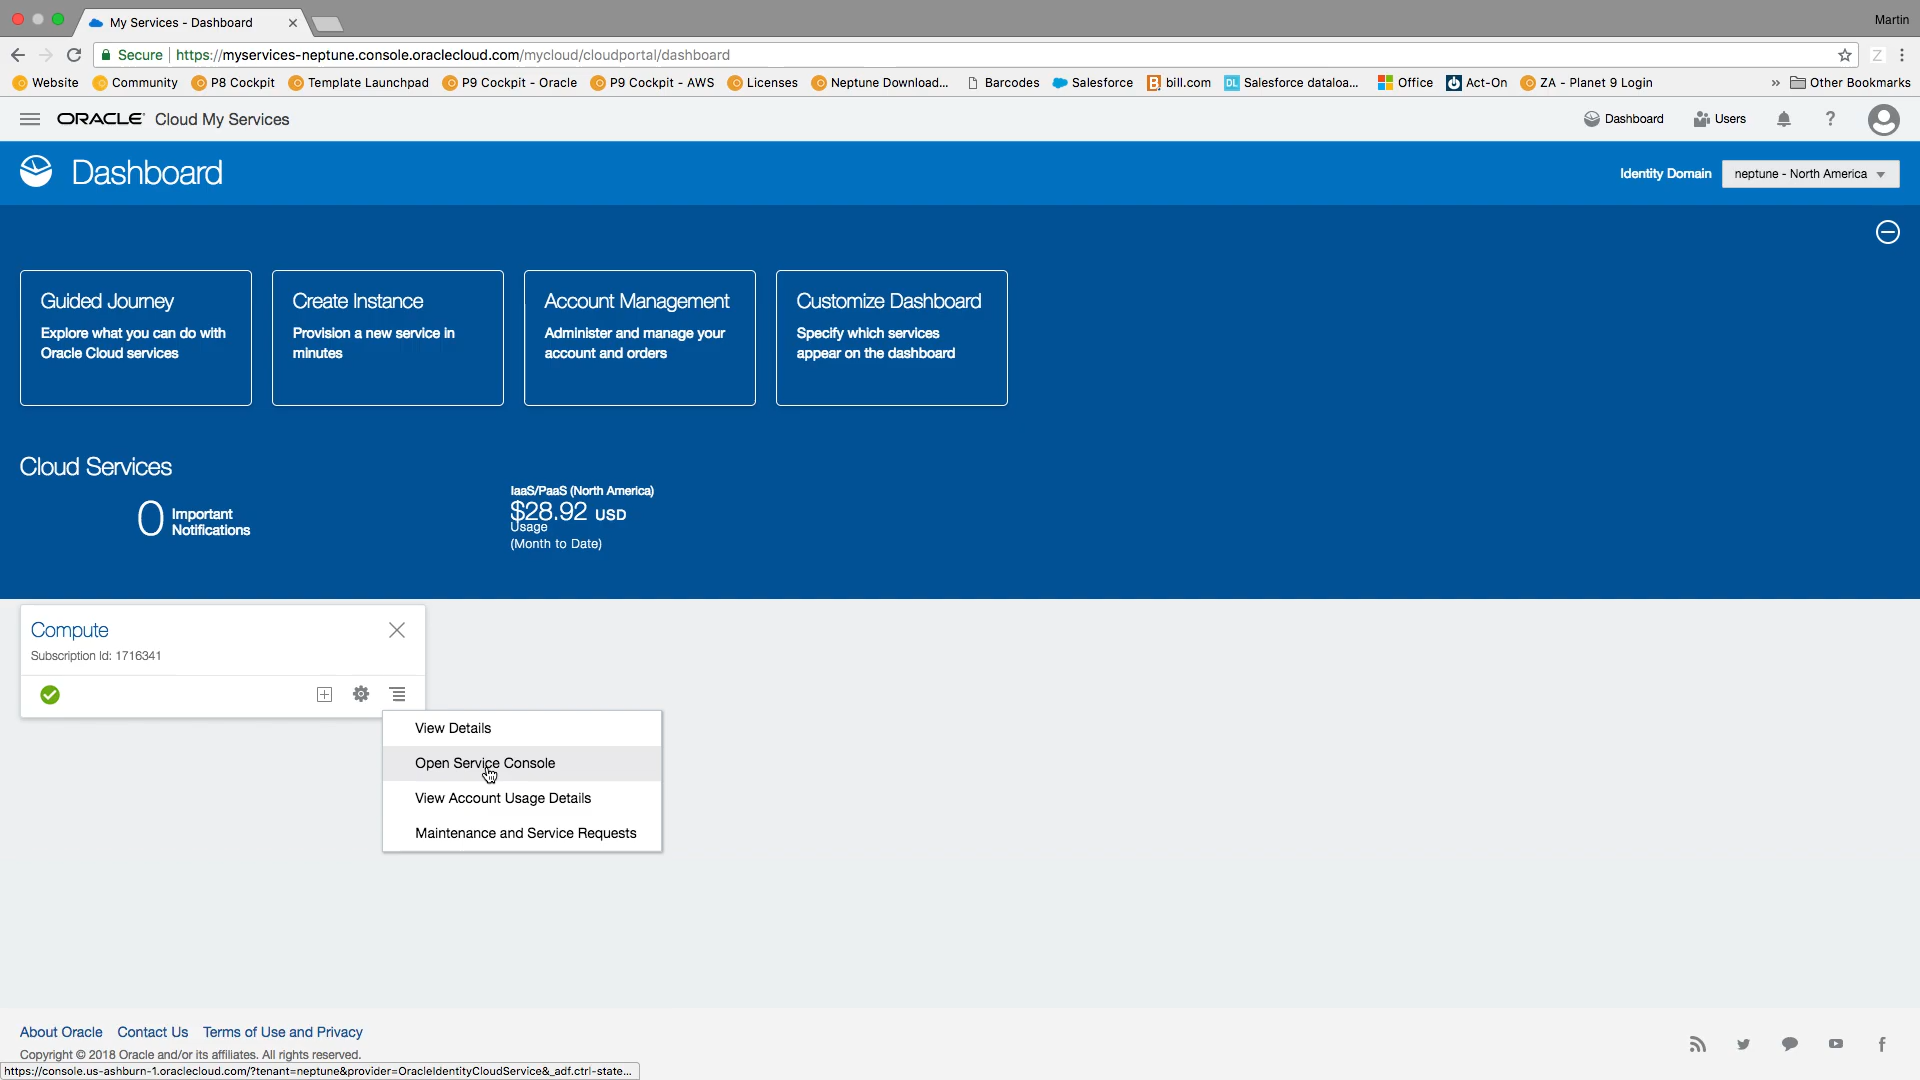 My Services - Dashboard
Martin
Secure | https://myservices-neptune.console.oraclecloud.com/mycloud/cloudportal/dashboard
Website Community P8 Cockpit Template Launchpad P9 Cockpit - Oracle P9 Cockpit - AWS Licenses Neptune Download... Barcodes Salesforce bill.com DL Salesforce dataloa... Office Act-On ZA - Planet 9 Login » Other Bookmarks
ORACLE Cloud My Services Dashboard Users ?
Dashboard
Identity Domain neptune - North America
Guided Journey
Explore what you can do with
Oracle Cloud services
Create Instance
Provision a new service in
minutes
Account Management
Administer and manage your
account and orders
Customize Dashboard
Specify which services
appear on the dashboard
Cloud Services
0 Important
Notifications
IaaS/PaaS (North America)
$28.92 USD
Usage
(Month to Date)
Compute
Subscription Id: 1716341
View Details
Open Service Console
View Account Usage Details
Maintenance and Service Requests
About Oracle Contact Us Terms of Use and Privacy
Copyright © 2018 Oracle and/or its affiliates. All rights reserved.
https://console.us-ashburn-1.oraclecloud.com/?tenant=neptune&provider=OracleIdentityCloudService&_adf.ctrl-state...